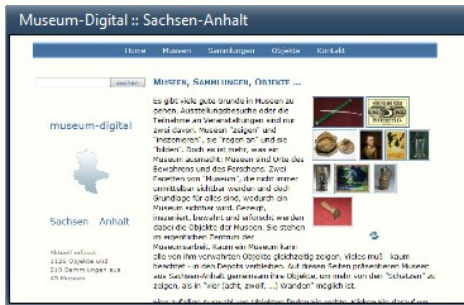 Museum-Digital :: Sachsen-Anhalt
Home Museen Sammlungen Objekte Kontakt
suchen
MUSEEN, SAMMLUNGEN, OBJEKTE ...
Es gibt viele gute Gründe in Museen zu
gehen. Ausstellungsbesuche oder die
Teilnahme an Veranstaltungen sind nur
zwei davon. Museen "zeigen" und
"inszenieren", sie "regen an" und sie
"bilden". Doch es ist mehr, was ein
Museum ausmacht: Museen sind Orte des
Bewahrens und des Forschens. Zwei
Facetten von "Museum", die nicht immer
unmittelbar sichtbar werden und doch
Grundlage für alles sind, wodurch ein
Museum sichtbar wird. Gezeigt,
inszeniert, bewahrt und erforscht werden
dabei die Objekte der Museen. Sie stehen
im eigentlichen Zentrum der
Museumsarbeit. Kaum ein Museum kann
alle von ihm verwahrten Objekte gleichzeitig zeigen. Vieles muß - kaum
beachtet - in den Depots verbleiben. Auf diesen Seiten präsentieren Museen
aus Sachsen-Anhalt gemeinsam ihre Objekte, um mehr von den "Schätzen" zu
zeigen, als in "vier (acht, zwölf, ...) Wänden" möglich ist.
museum-digital
Sachsen Anhalt
Aktuell erfasst:
Objekte und
Sammlungen aus
Museen